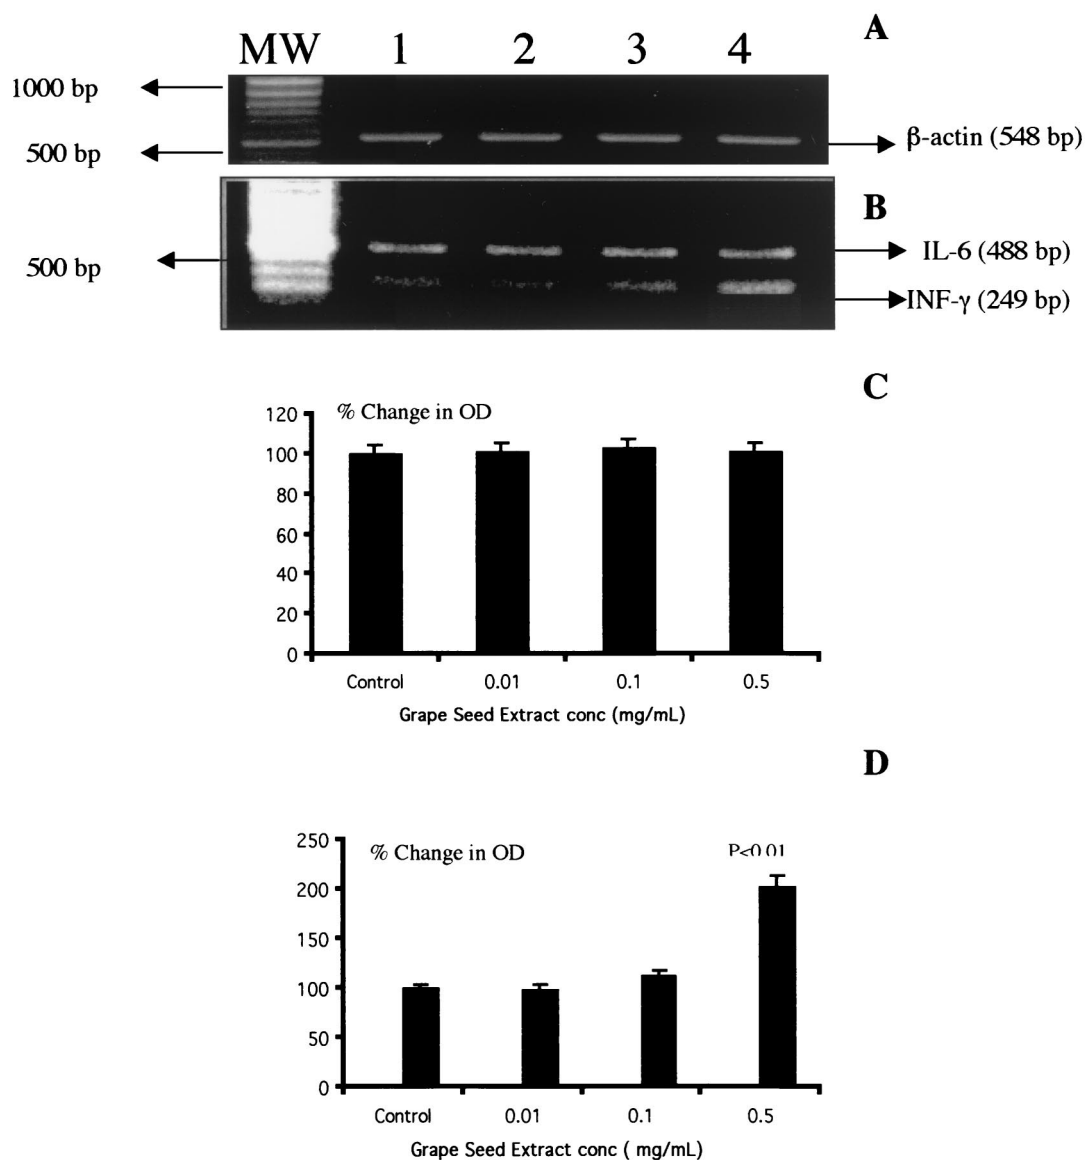 A
MW 1 2 3 4
1000 bp
500 bp
β-actin (548 bp)
B
500 bp
IL-6 (488 bp)
INF-γ (249 bp)
C
% Change in OD
120
100
80
60
40
20
0
Control 0.01 0.1 0.5
Grape Seed Extract conc (mg/mL)
D
% Change in OD
P<0.01
250
200
150
100
50
0
Control 0.01 0.1 0.5
Grape Seed Extract conc ( mg/mL)